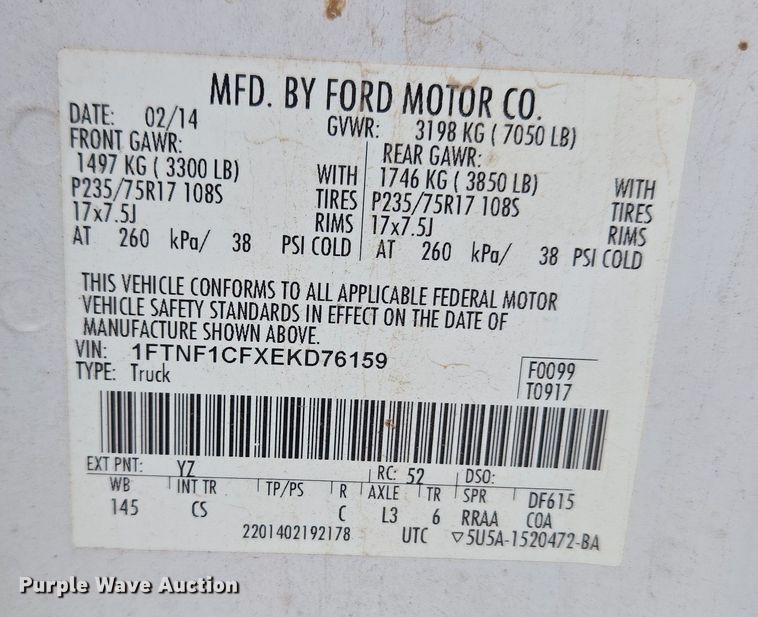 MFD. BY FORD MOTOR CO.
DATE: 02/14 GVWR: 3198 KG ( 7050 LB)
FRONT GAWR: REAR GAWR:
1497 KG ( 3300 LB) WITH 1746 KG ( 3850 LB) WITH
P235/75R17 108S TIRES P235/75R17 108S TIRES
17x7.5J RIMS 17x7.5J RIMS
AT 260 kPa/ 38 PSI COLD AT 260 kPa/ 38 PSI COLD
THIS VEHICLE CONFORMS TO ALL APPLICABLE FEDERAL MOTOR
VEHICLE SAFETY STANDARDS IN EFFECT ON THE DATE OF
MANUFACTURE SHOWN ABOVE.
VIN: 1FTNF1CFXEKD76159 F0099
TYPE: Truck T0917
EXT PNT: YZ RC: 52 DSO:
WB INT TR TP/PS R AXLE TR SPR DF615
145 CS C L3 6 RRAA COA
2201402192178 UTC ▽5U5A-1520472-BA
Purple Wave Auction